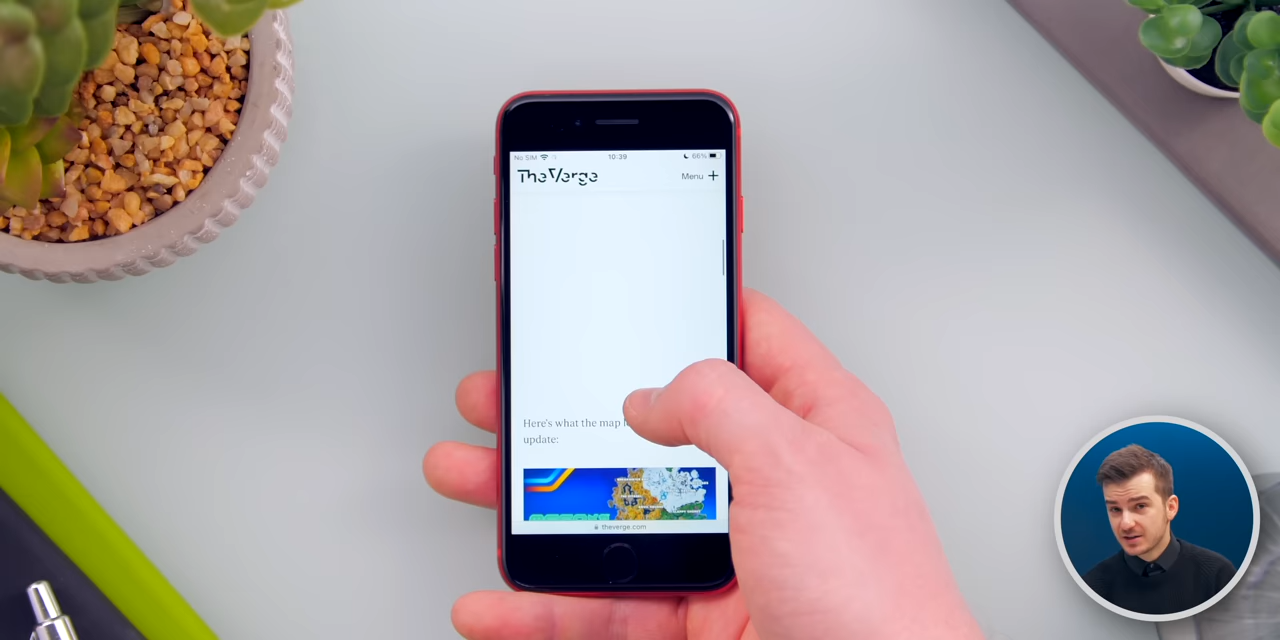 No SIM 10:39 66%
TheVerge Menu +
Here's what the map
update:
theverge.com